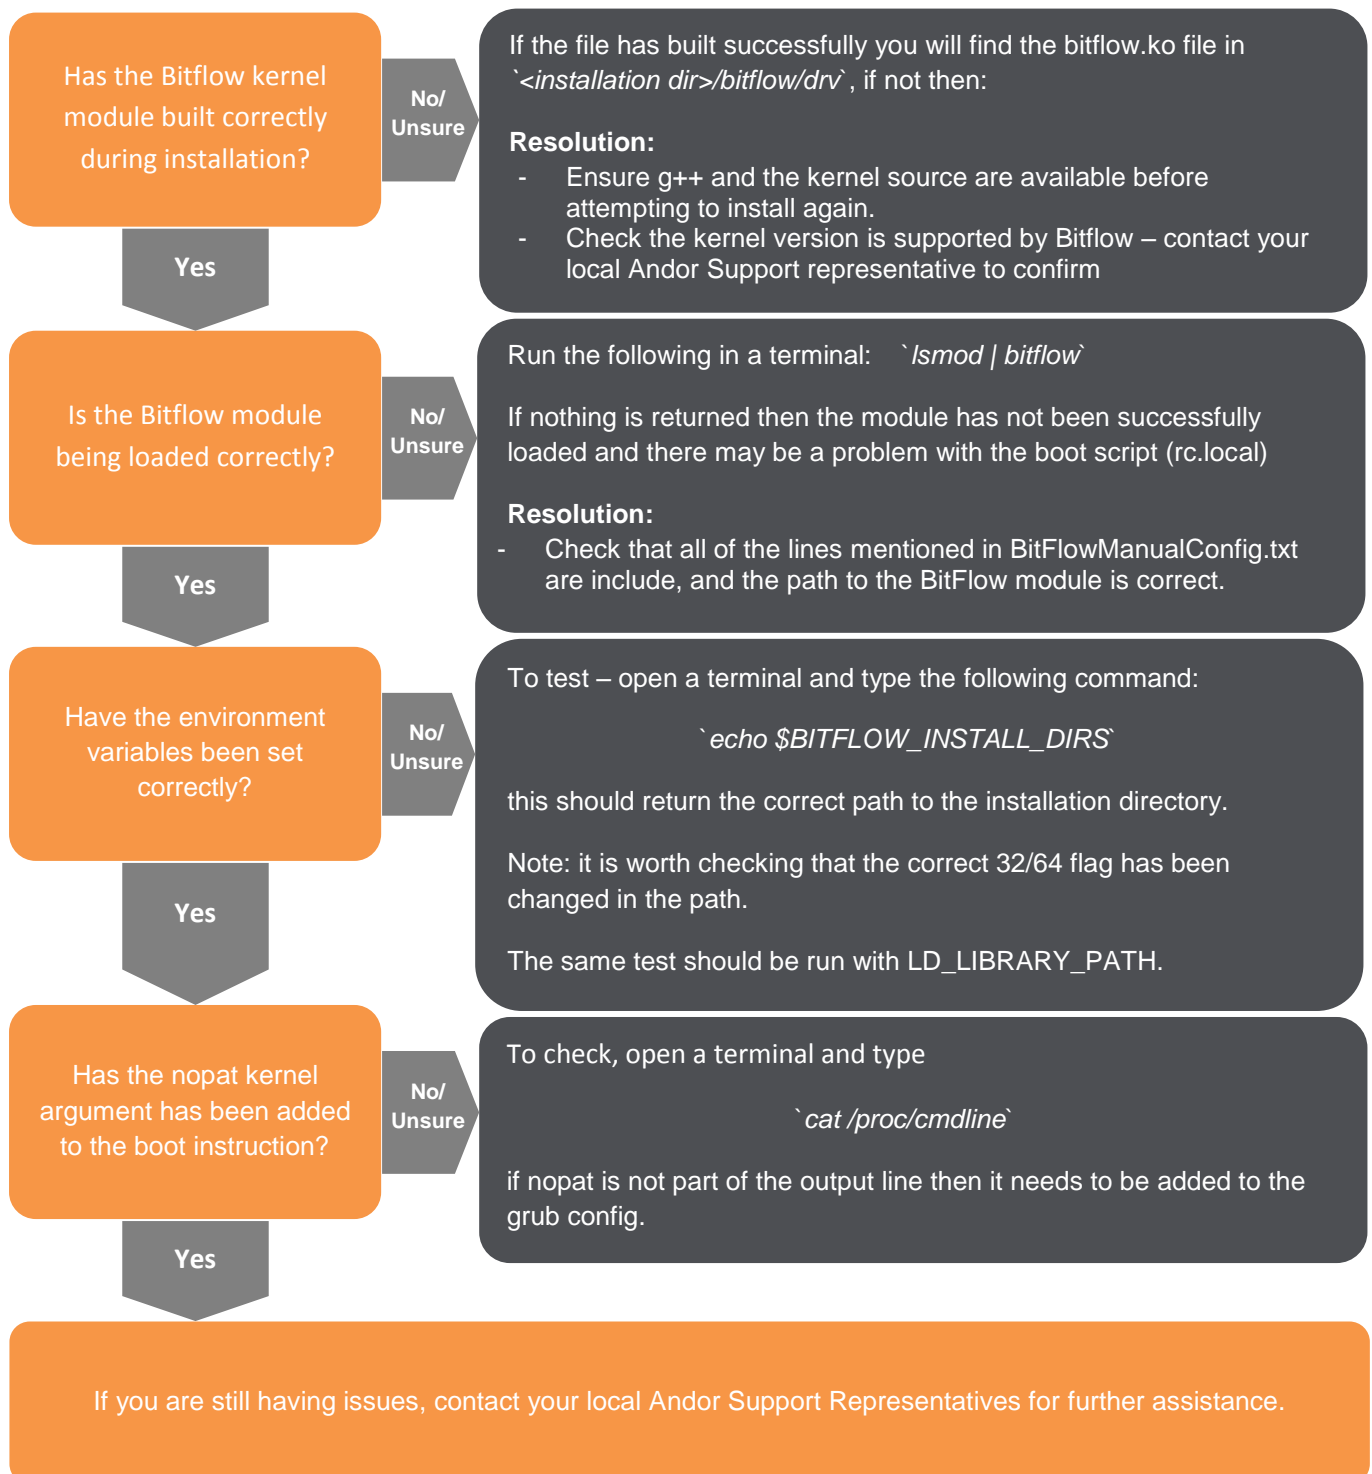 Has the Bitflow kernel
module built correctly
during installation?
No/
Unsure
If the file has built successfully you will find the bitflow.ko file in
`<installation dir>/bitflow/drv`, if not then:
Resolution:
- Ensure g++ and the kernel source are available before
attempting to install again.
- Check the kernel version is supported by Bitflow – contact your
local Andor Support representative to confirm
Yes
Is the Bitflow module
being loaded correctly?
No/
Unsure
Run the following in a terminal: `lsmod | bitflow`
If nothing is returned then the module has not been successfully
loaded and there may be a problem with the boot script (rc.local)
Resolution:
- Check that all of the lines mentioned in BitFlowManualConfig.txt
are include, and the path to the BitFlow module is correct.
Yes
Have the environment
variables been set
correctly?
No/
Unsure
To test – open a terminal and type the following command:
`echo $BITFLOW_INSTALL_DIRS`
this should return the correct path to the installation directory.
Note: it is worth checking that the correct 32/64 flag has been
changed in the path.
The same test should be run with LD_LIBRARY_PATH.
Yes
Has the nopat kernel
argument has been added
to the boot instruction?
No/
Unsure
To check, open a terminal and type
`cat /proc/cmdline`
if nopat is not part of the output line then it needs to be added to the
grub config.
Yes
If you are still having issues, contact your local Andor Support Representatives for further assistance.